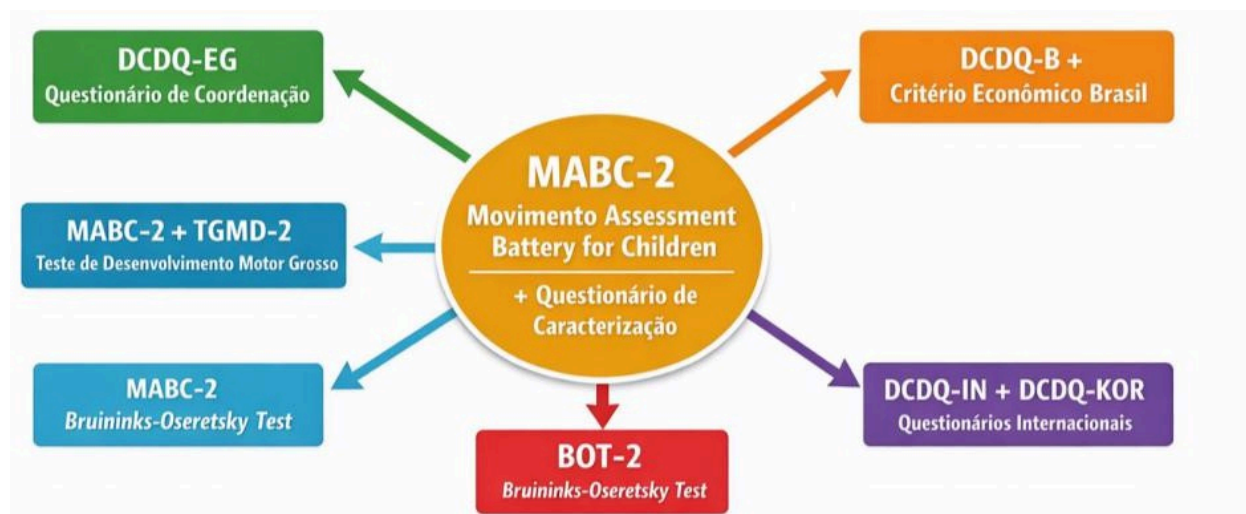 DCDQ-EG
Questionário de Coordenação
DCDQ-B +
Critério Económico Brasil
MABC-2
Movimento Assessment
Battery for Children
+ Questionário de
Caracterização
MABC-2 + TGMD-2
Teste de Desenvolvimento Motor Grosso
MABC-2
Bruininks-Oseretsky Test
DCDQ-IN + DCDQ-KOR
Questionários Internacionais
BOT-2
Bruininks-Oseretsky Test